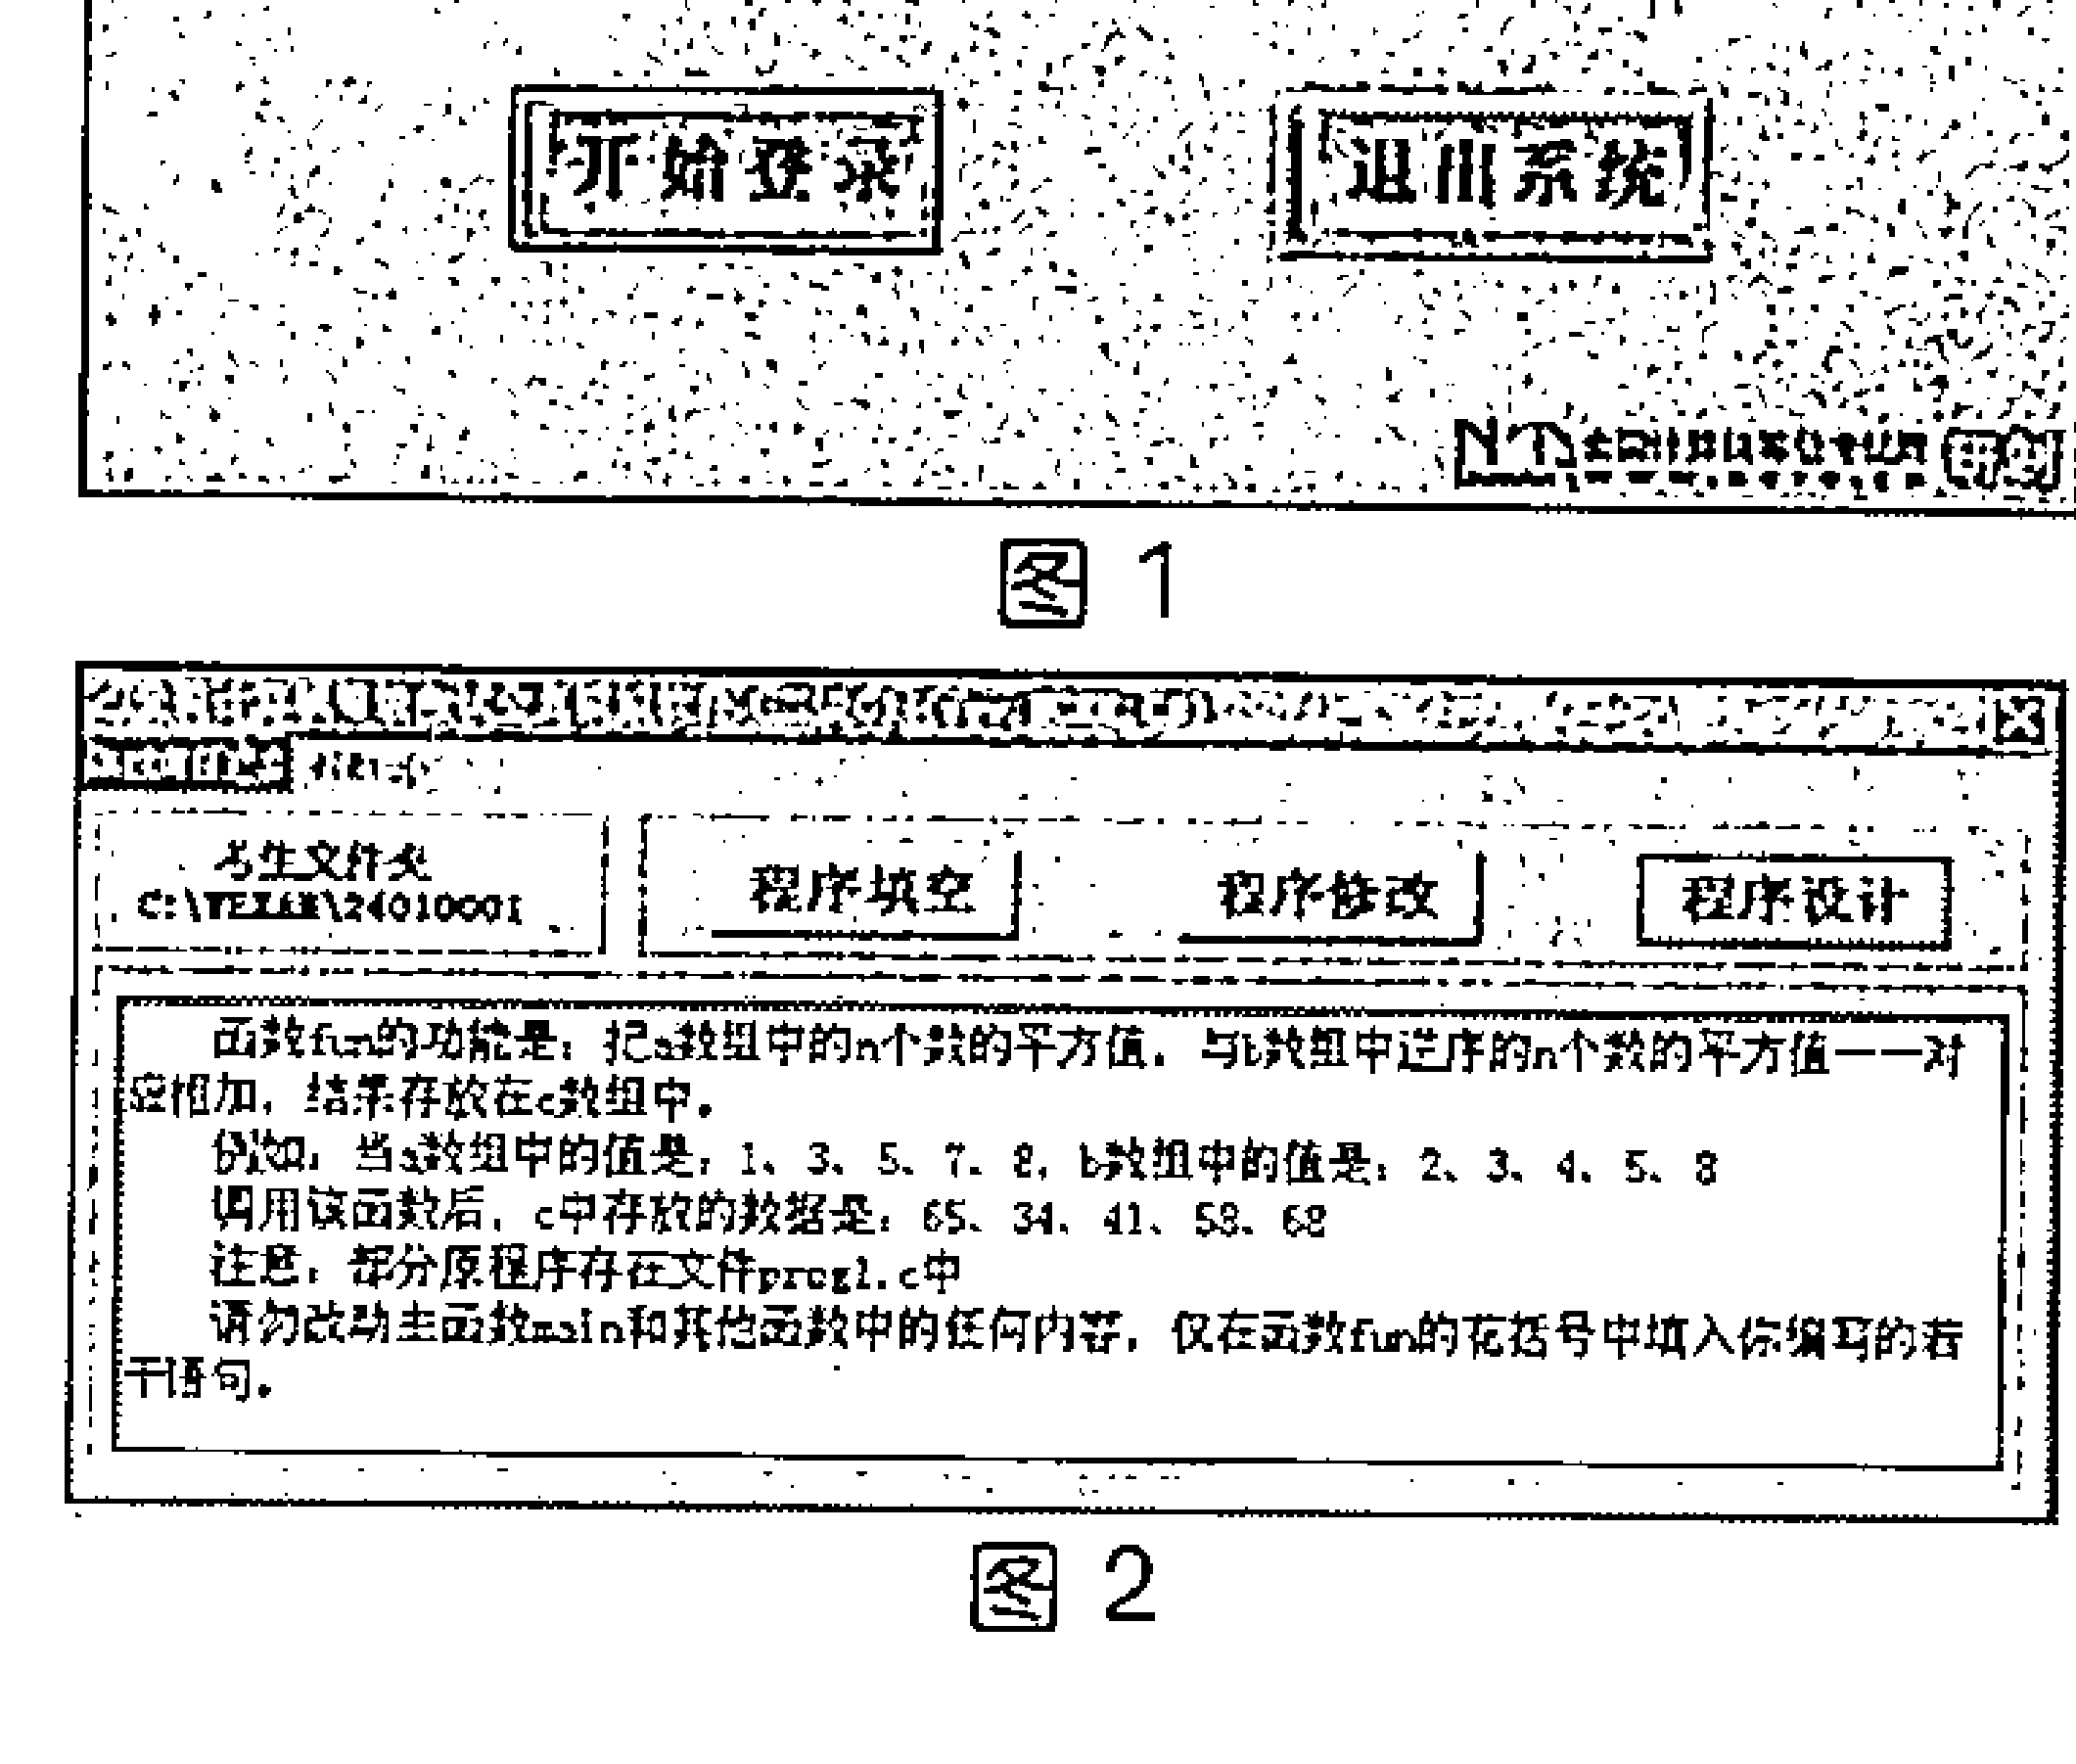 开始登录 退出系统
图 1
考生文件夹
C:\WEXAM\24010001
程序填空 程序修改 程序设计
函数fun的功能是：把a数组中的n个数的平方值，与b数组中逆序的n个数的平方值一一对
应相加，结果存放在c数组中。
例如：当a数组中的值是：1、3、5、7、8，b数组中的值是：2、3、4、5、8
调用该函数后，c中存放的数据是：65、34、41、58、68
注意：部分原程序存在文件prog1.c中
请勿改动主函数main和其他函数中的任何内容，仅在函数fun的花括号中填入你编写的若
干语句。
图 2